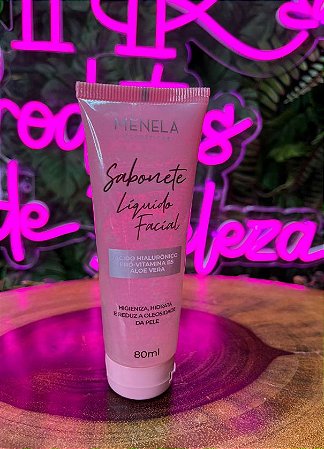 MENELA
Sabonete
Líquido
Facial
ÁCIDO HIALURÔNICO
PRÓ-VITAMINA B5
ALOE VERA
HIGIENIZA, HIDRATA
E REDUZ A OLEOSIDADE
DA PELE
80ml
de beleza